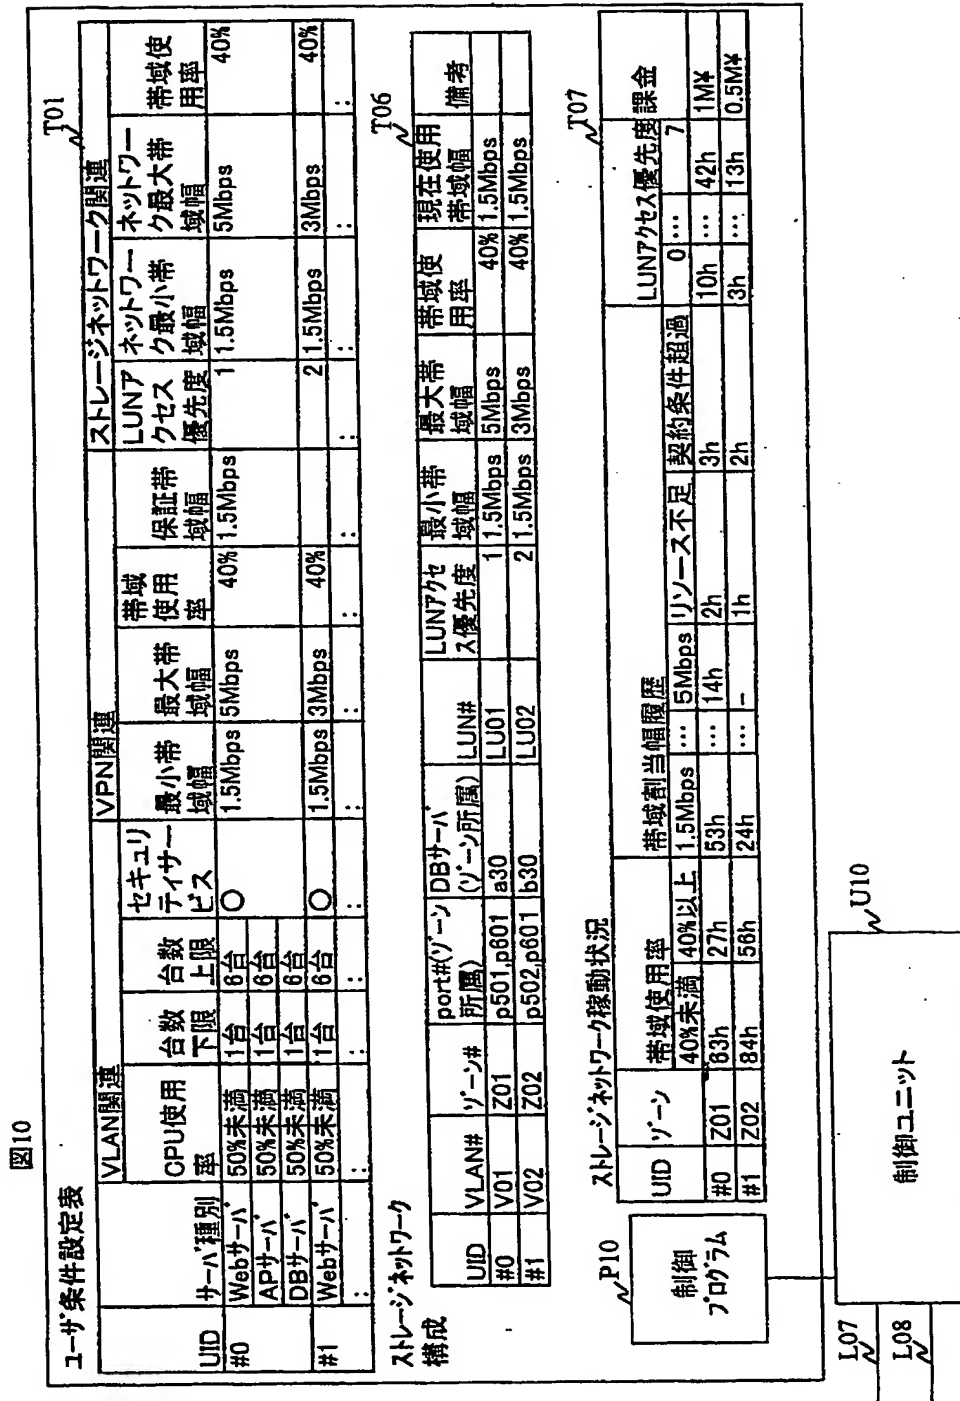 図10
ユーザ条件設定表
T01
VLAN関連 VPN関連 ストレージネットワーク関連
UID サーバ種別 CPU使用率 台数下限 台数上限 セキュリティサービス 最小帯域幅 最大帯域幅 帯域使用率 保証帯域幅 LUNアクセス優先度 ネットワーク最小帯域幅 ネットワーク最大帯域幅 帯域使用率
#0 Webサーバ 50%未満 1台 6台 ○ 1.5Mbps 5Mbps 40% 1.5Mbps 1 1.5Mbps 5Mbps 40%
APサーバ 50%未満 1台 6台
DBサーバ 50%未満 1台 6台
#1 Webサーバ 50%未満 1台 6台 ○ 1.5Mbps 3Mbps 40% 2 1.5Mbps 3Mbps 40%
: : : : : : : : : : : :
ストレージネットワーク
構成
T06
UID VLAN# ゾーン# port#(ゾーン所属) DBサーバ(ゾーン所属) LUN# LUNアクセス優先度 最小帯域幅 最大帯域幅 帯域使用率 現在使用帯域幅 備考
#0 V01 Z01 p501,p601 a30 LU01 1 1.5Mbps 5Mbps 40% 1.5Mbps
#1 V02 Z02 p502,p601 b30 LU02 2 1.5Mbps 3Mbps 40% 1.5Mbps
ストレージネットワーク稼動状況
T07
UID ゾーン 帯域使用率 帯域割当幅履歴 LUNアクセス優先度 課金
40%未満 40%以上 1.5Mbps … 5Mbps リソース不足 契約条件超過 0 … 7
#0 Z01 63h 27h 53h … 14h 2h 3h 10h … 42h 1M¥
#1 Z02 84h 56h 24h … – 1h 2h 3h … 13h 0.5M¥
P10
制御
プログラム
U10
制御ユニット
L07
L08